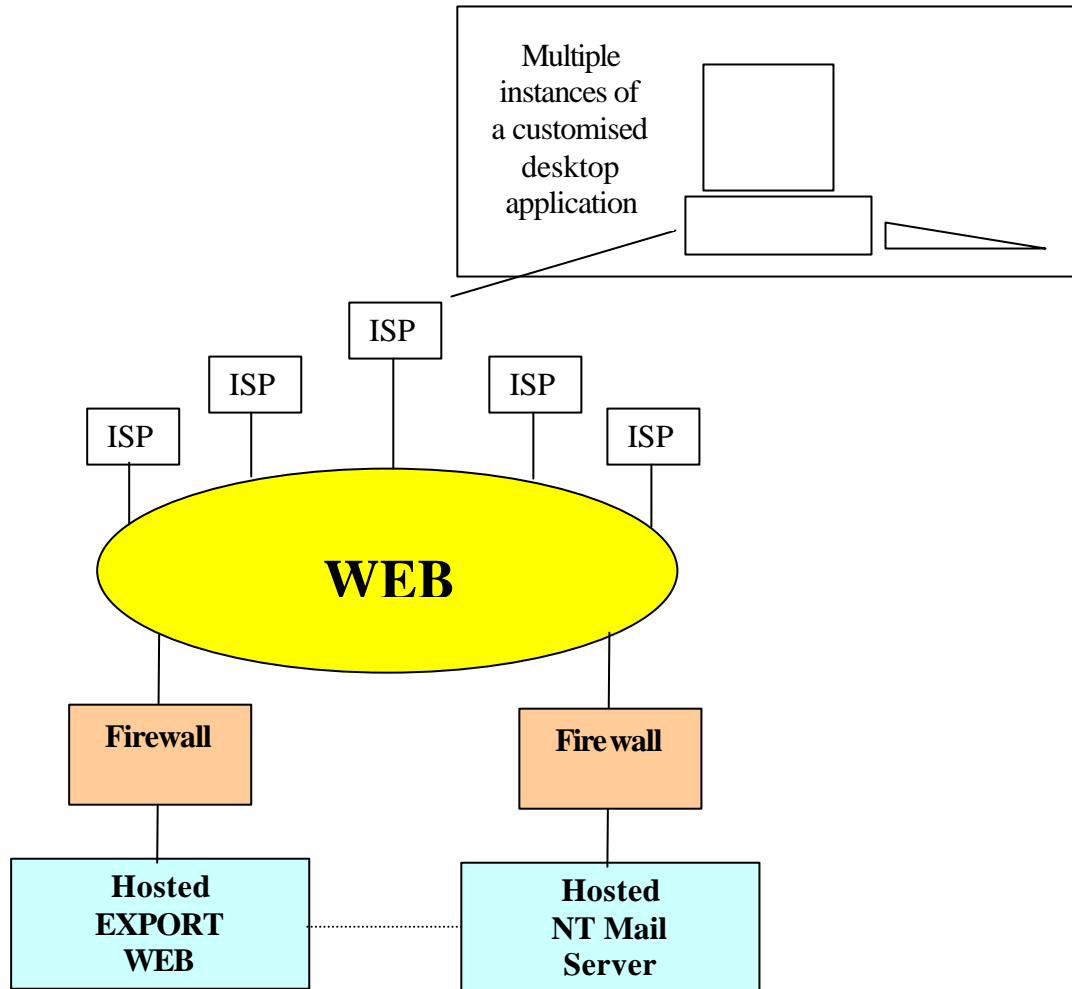 Multiple
instances of
a customised
desktop
application
ISP
ISP
ISP
ISP
ISP
WEB
Firewall
Firewall
Hosted
EXPORT
WEB
Hosted
NT Mail
Server